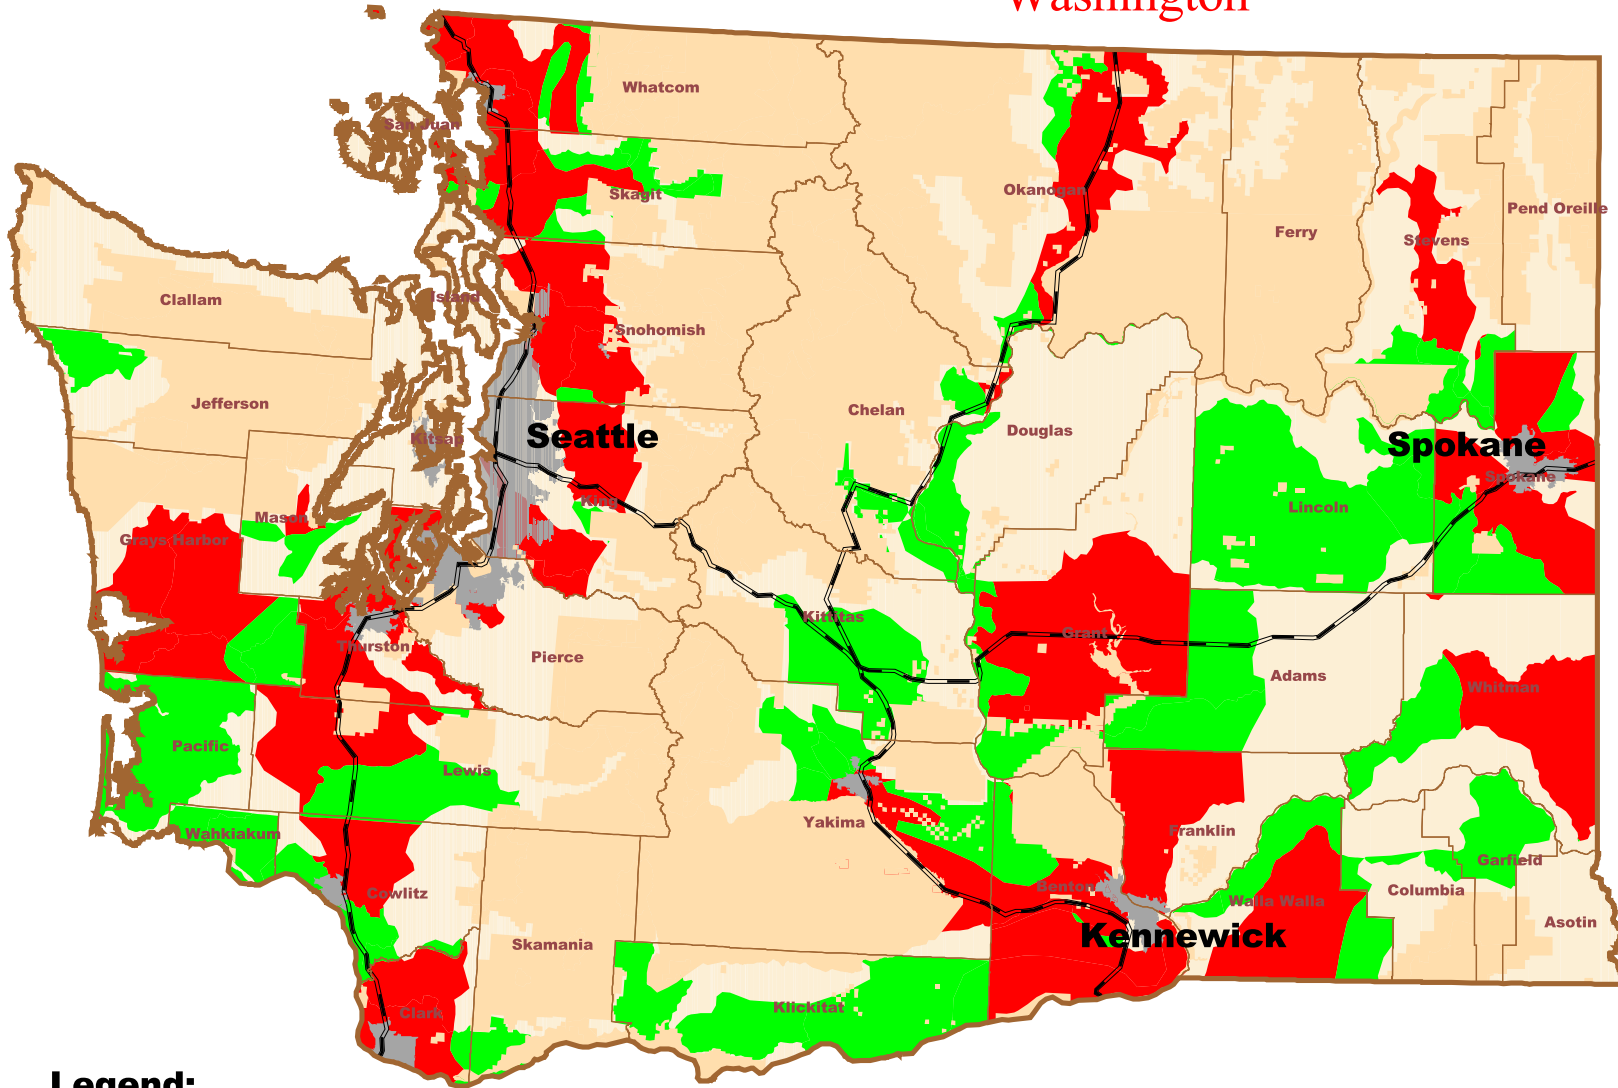 Washington
Whatcom
San Juan
Okanogan
Skagit
Pend Oreille
Ferry
Stevens
Clallam
Island
Snohomish
Jefferson
Chelan
Douglas
Kitsap
Seattle
Spokane
Spokane
King
Lincoln
Mason
Grays Harbor
Kittitas
Grant
Thurston
Pierce
Adams
Whitman
Pacific
Lewis
Yakima
Franklin
Wahkiakum
Garfield
Benton
Columbia
Cowlitz
Walla Walla
Asotin
Kennewick
Skamania
Klickitat
Clark
Legend: